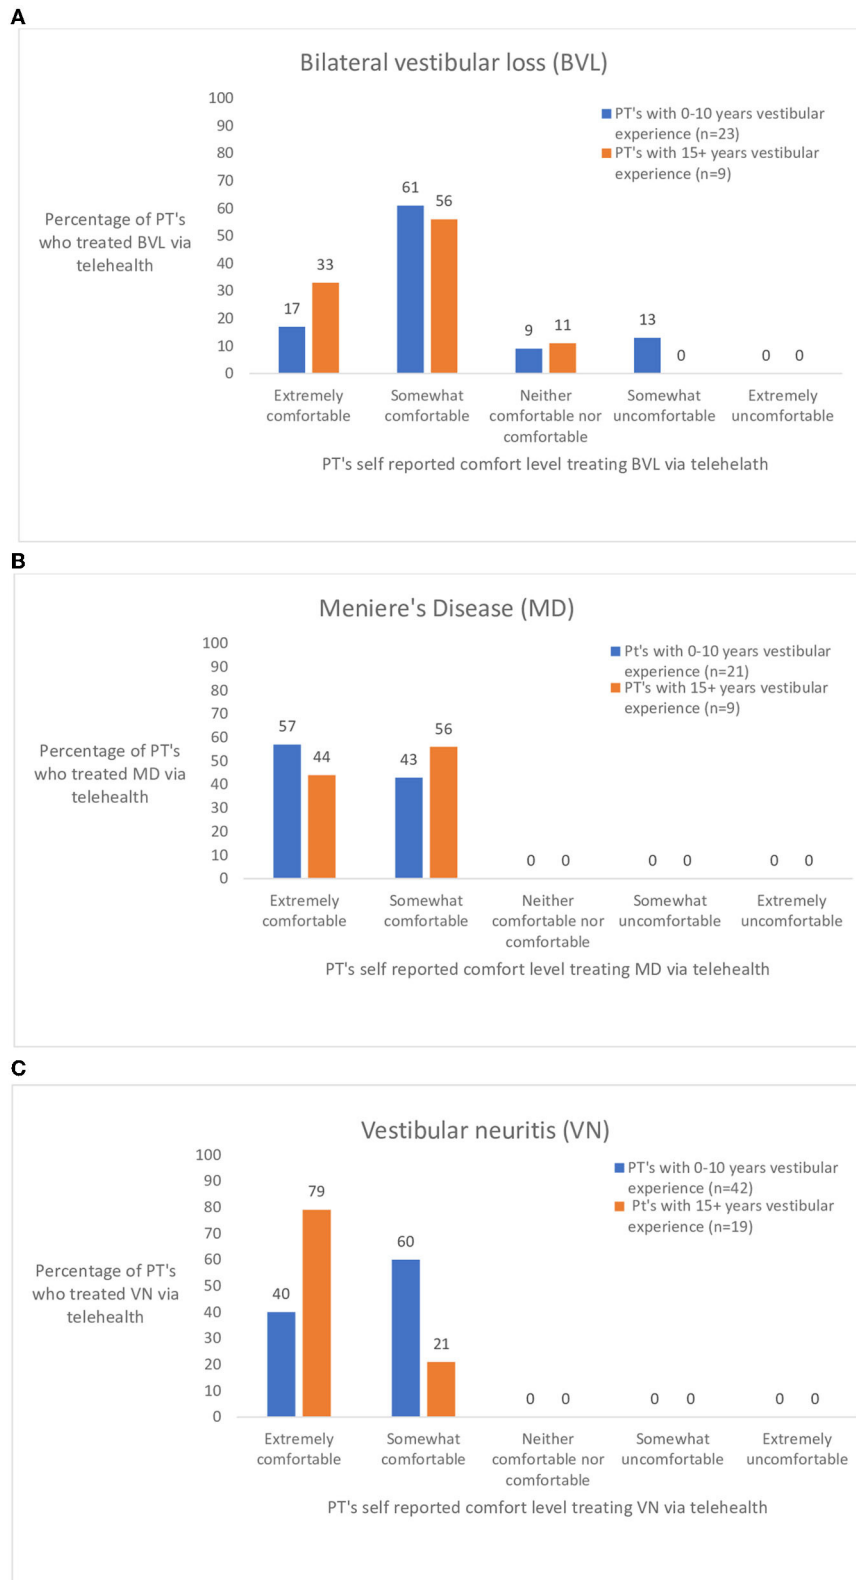 A
Bilateral vestibular loss (BVL)
100
90
80
70
60
50
40
30
20
10
0
Percentage of PT's
who treated BVL via
telehealth
PT's with 0-10 years vestibular
experience (n=23)
PT's with 15+ years vestibular
experience (n=9)
17
33
61
56
9
11
13
0
0
0
Extremely
comfortable
Somewhat
comfortable
Neither
comfortable nor
comfortable
Somewhat
uncomfortable
Extremely
uncomfortable
PT's self reported comfort level treating BVL via telehelath
B
Meniere's Disease (MD)
100
90
80
70
60
50
40
30
20
10
0
Percentage of PT's
who treated MD via
telehealth
Pt's with 0-10 years vestibular
experience (n=21)
PT's with 15+ years vestibular
experience (n=9)
57
44
43
56
0
0
0
0
0
0
Extremely
comfortable
Somewhat
comfortable
Neither
comfortable nor
comfortable
Somewhat
uncomfortable
Extremely
uncomfortable
PT's self reported comfort level treating MD via telehealth
C
Vestibular neuritis (VN)
100
90
80
70
60
50
40
30
20
10
0
Percentage of PT's
who treated VN via
telehealth
PT's with 0-10 years vestibular
experience (n=42)
Pt's with 15+ years vestibular
experience (n=19)
40
79
60
21
0
0
0
0
0
0
Extremely
comfortable
Somewhat
comfortable
Neither
comfortable nor
comfortable
Somewhat
uncomfortable
Extremely
uncomfortable
PT's self reported comfort level treating VN via telehealth